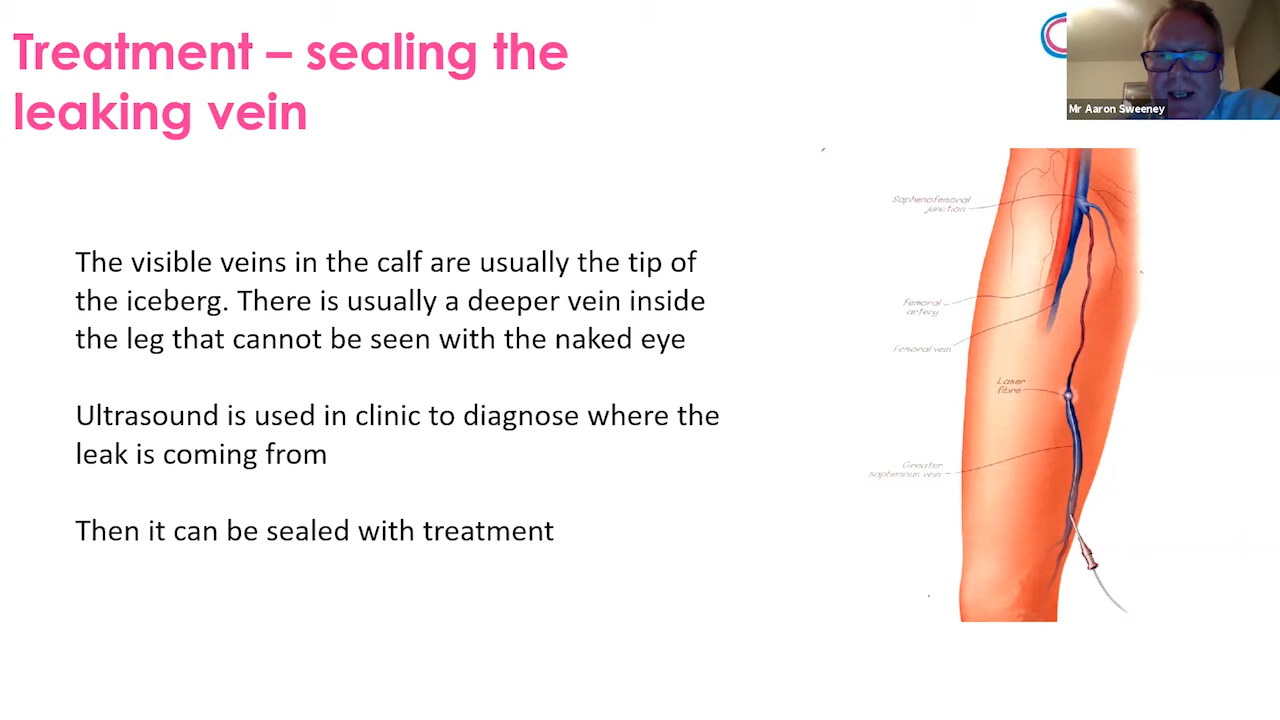 Treatment – sealing the
leaking vein
Mr Aaron Sweeney
The visible veins in the calf are usually the tip of
the iceberg. There is usually a deeper vein inside
the leg that cannot be seen with the naked eye
Ultrasound is used in clinic to diagnose where the
leak is coming from
Then it can be sealed with treatment
Saphenofemoral
junction
Femoral
artery
Femoral vein
Laser
fibre
Greater
saphenous vein